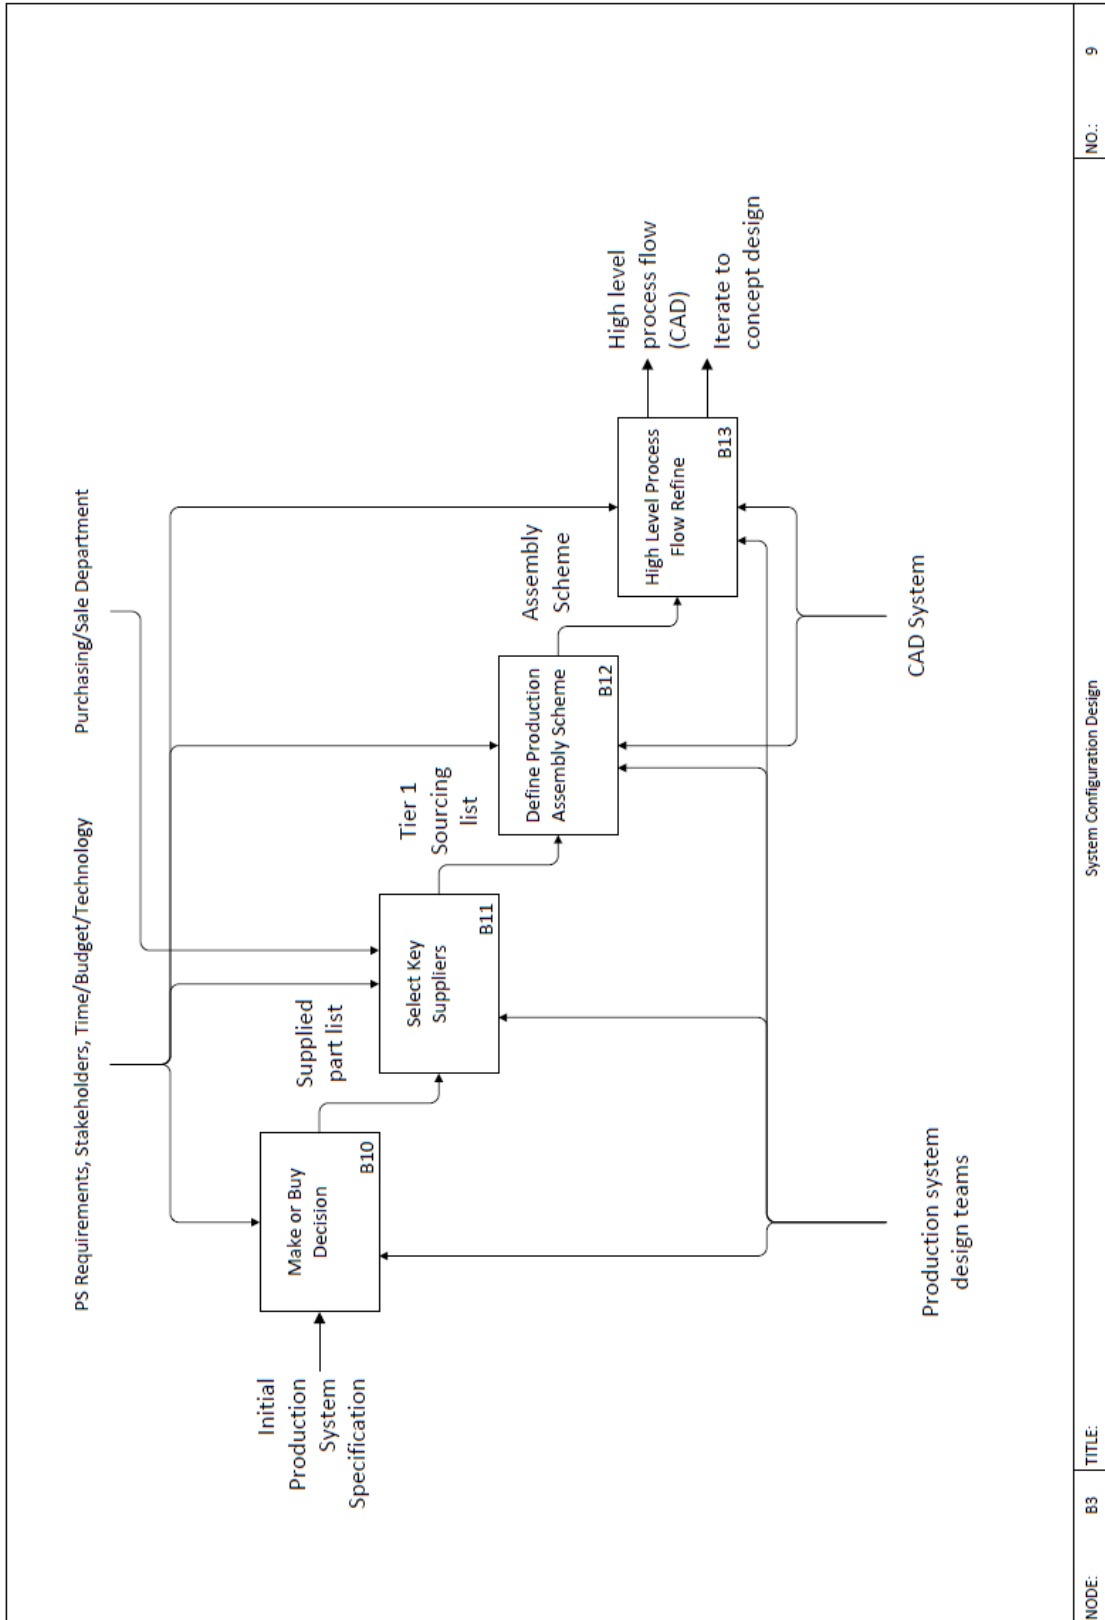 PS Requirements, Stakeholders, Time/Budget/Technology
Purchasing/Sale Department
Initial
Production
System
Specification
Make or Buy
Decision
B10
Supplied
part list
Select Key
Suppliers
B11
Tier 1
Sourcing
list
Define Production
Assembly Scheme
B12
Assembly
Scheme
High Level Process
Flow Refine
B13
High level
process flow
(CAD)
Iterate to
concept design
Production system
design teams
CAD System
NODE: B3 TITLE: System Configuration Design NO.: 9